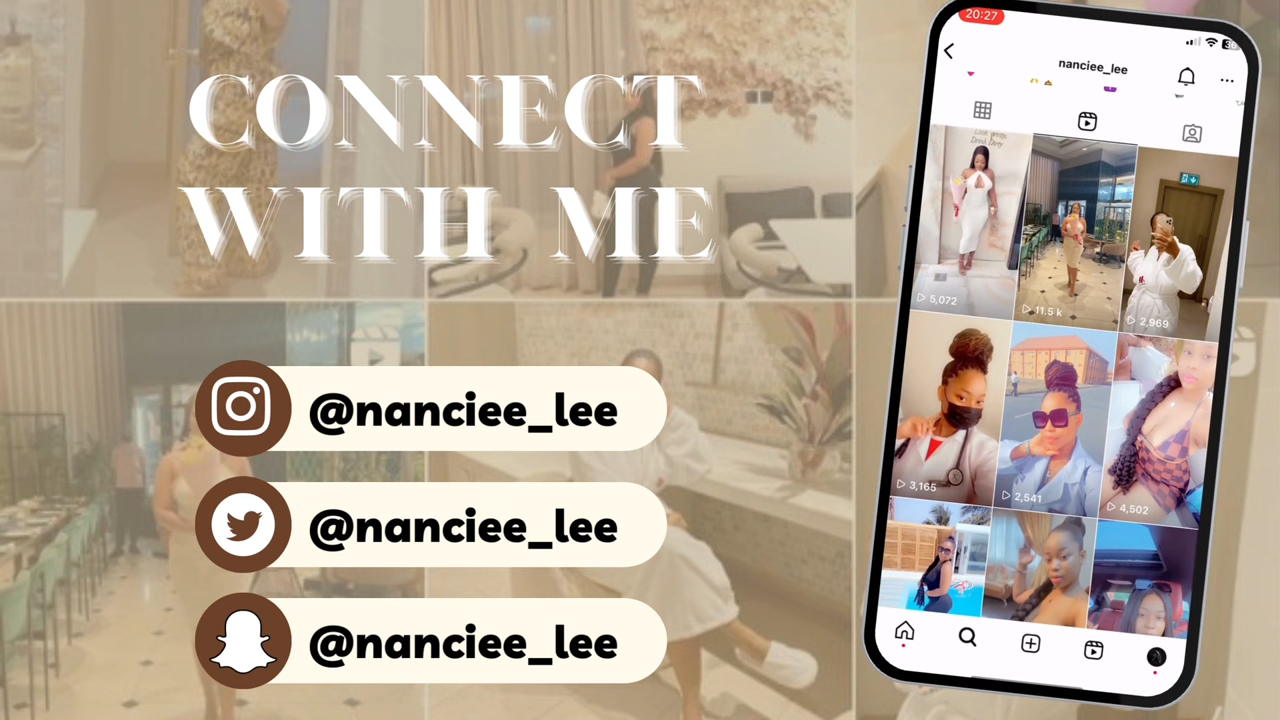 CONNECT
WITH ME
@nanciee_lee
@nanciee_lee
@nanciee_lee
20:27
nanciee_lee
5,072
11.5 k
2,969
3,165
2,541
4,502